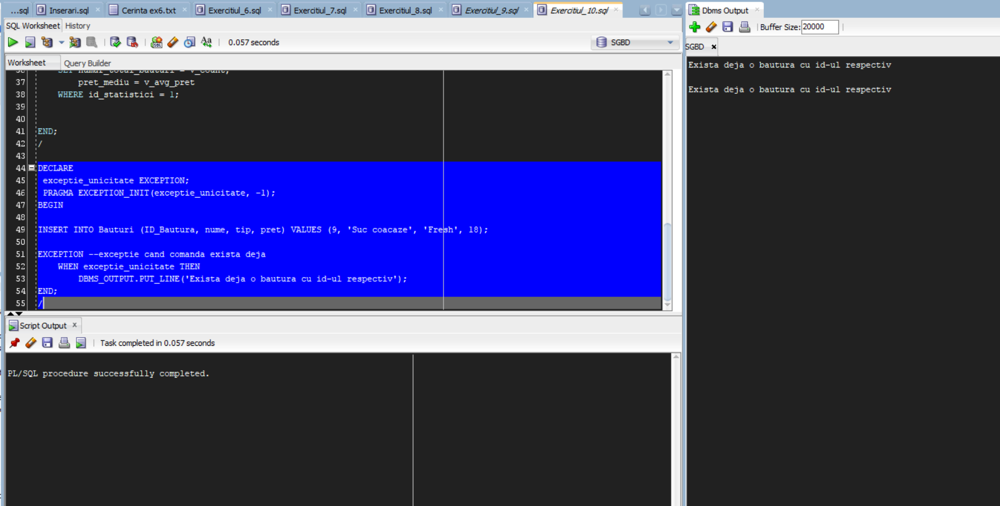 ...sql Inserari.sql Cerinta ex6.txt Exercitiul_6.sql Exercitiul_7.sql Exercitiul_8.sql Exercitiul_9.sql Exercitiul_10.sql
SQL Worksheet History
0.057 seconds
SGBD
Worksheet Query Builder
36 SET numar_total_bauturi = v_count,
37 pret_mediu = v_avg_pret
38 WHERE id_statistici = 1;
39
40
41 END;
42 /
43
44 DECLARE
45 exceptie_unicitate EXCEPTION;
46 PRAGMA EXCEPTION_INIT(exceptie_unicitate, -1);
47 BEGIN
48
49 INSERT INTO Bauturi (ID_Bautura, nume, tip, pret) VALUES (9, 'Suc coacaze', 'Fresh', 18);
50
51 EXCEPTION --exceptie cand comanda exista deja
52 WHEN exceptie_unicitate THEN
53 DBMS_OUTPUT.PUT_LINE('Exista deja o bautura cu id-ul respectiv');
54 END;
55 /
Script Output
Task completed in 0.057 seconds
PL/SQL procedure successfully completed.
Dbms Output
Buffer Size: 20000
SGBD
Exista deja o bautura cu id-ul respectiv
Exista deja o bautura cu id-ul respectiv